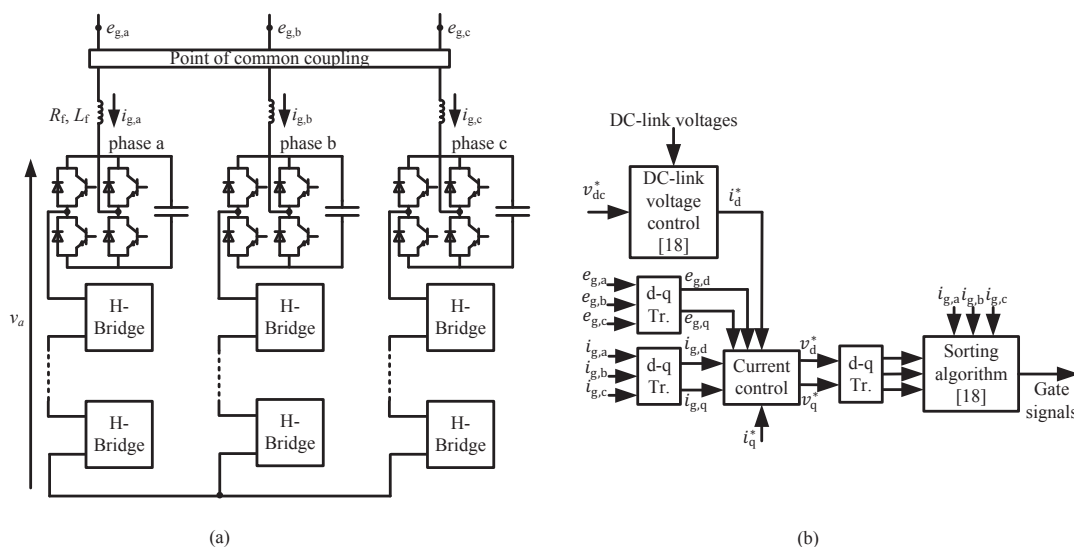 e_g,a
e_g,b
e_g,c
Point of common coupling
R_f, L_f
i_g,a
i_g,b
i_g,c
phase a
phase b
phase c
v_a
H-
Bridge
H-
Bridge
H-
Bridge
H-
Bridge
H-
Bridge
H-
Bridge
(a)
DC-link voltages
v*_dc
DC-link
voltage
control
[18]
i*_d
e_g,a
e_g,b
e_g,c
d-q
Tr.
e_g,d
e_g,q
i_g,a
i_g,b
i_g,c
d-q
Tr.
i_g,d
i_g,q
Current
control
i*_q
v*_d
v*_q
d-q
Tr.
i_g,a i_g,b i_g,c
Sorting
algorithm
[18]
Gate
signals
(b)